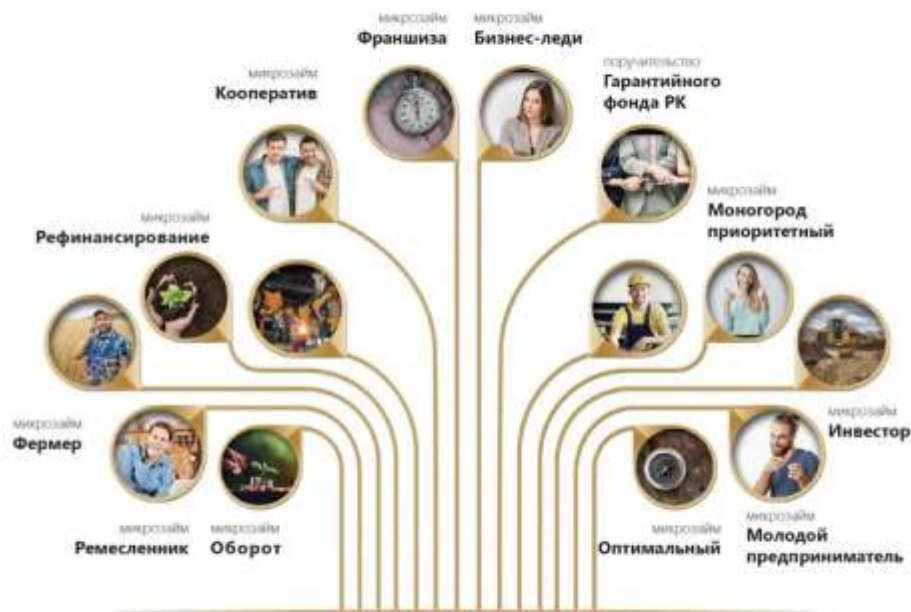 микрозайм
Франшиза
микрозайм
Бизнес-леди
микрозайм
Кооператив
поручительство
Гарантийного
фонда РК
микрозайм
Рефинансирование
микрозайм
Моногород
приоритетный
микрозайм
Фермер
микрозайм
Инвестор
микрозайм
Ремесленник
микрозайм
Оборот
микрозайм
Оптимальный
микрозайм
Молодой
предприниматель